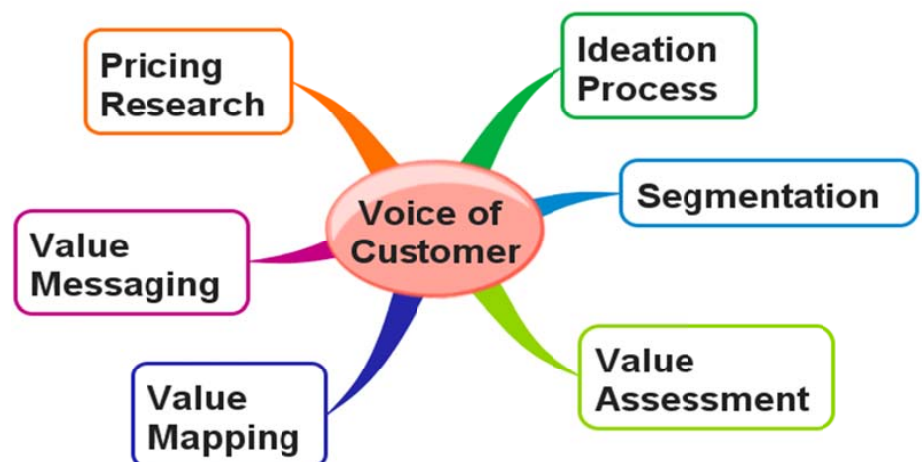 Pricing
Research
Ideation
Process
Voice of
Customer
Segmentation
Value
Messaging
Value
Mapping
Value
Assessment